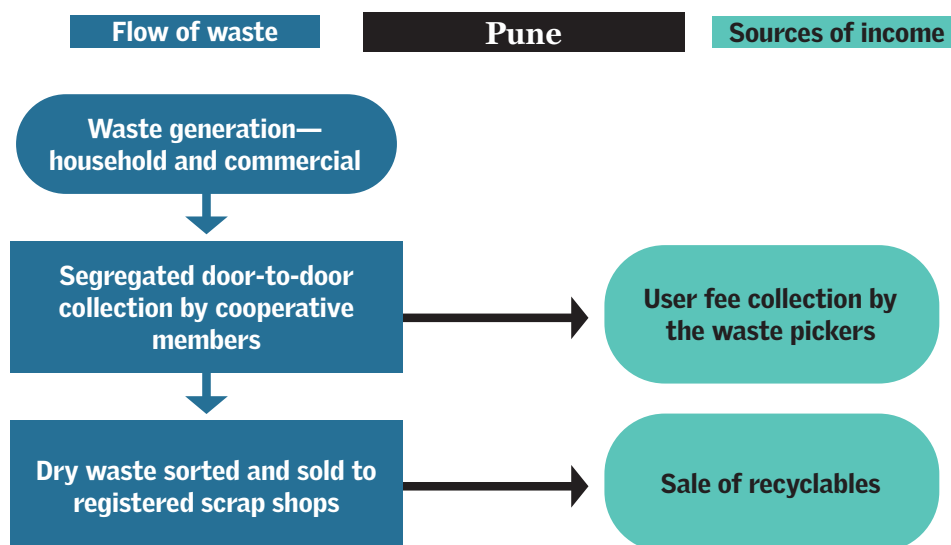 Flow of waste
Pune
Sources of income
Waste generation—
household and commercial
Segregated door-to-door
collection by cooperative
members
User fee collection by
the waste pickers
Dry waste sorted and sold to
registered scrap shops
Sale of recyclables